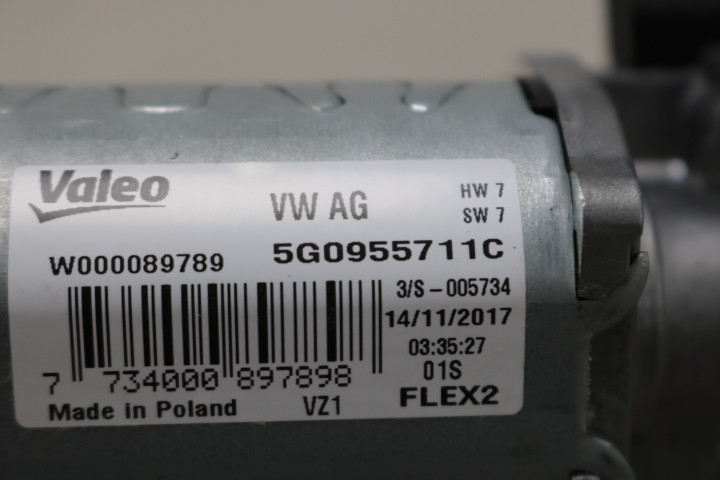 Valeo
VW AG
HW 7
SW 7
W000089789
5G0955711C
3/S-005734
14/11/2017
03:35:27
01S
7 734000 897898
Made in Poland
VZ1
FLEX2